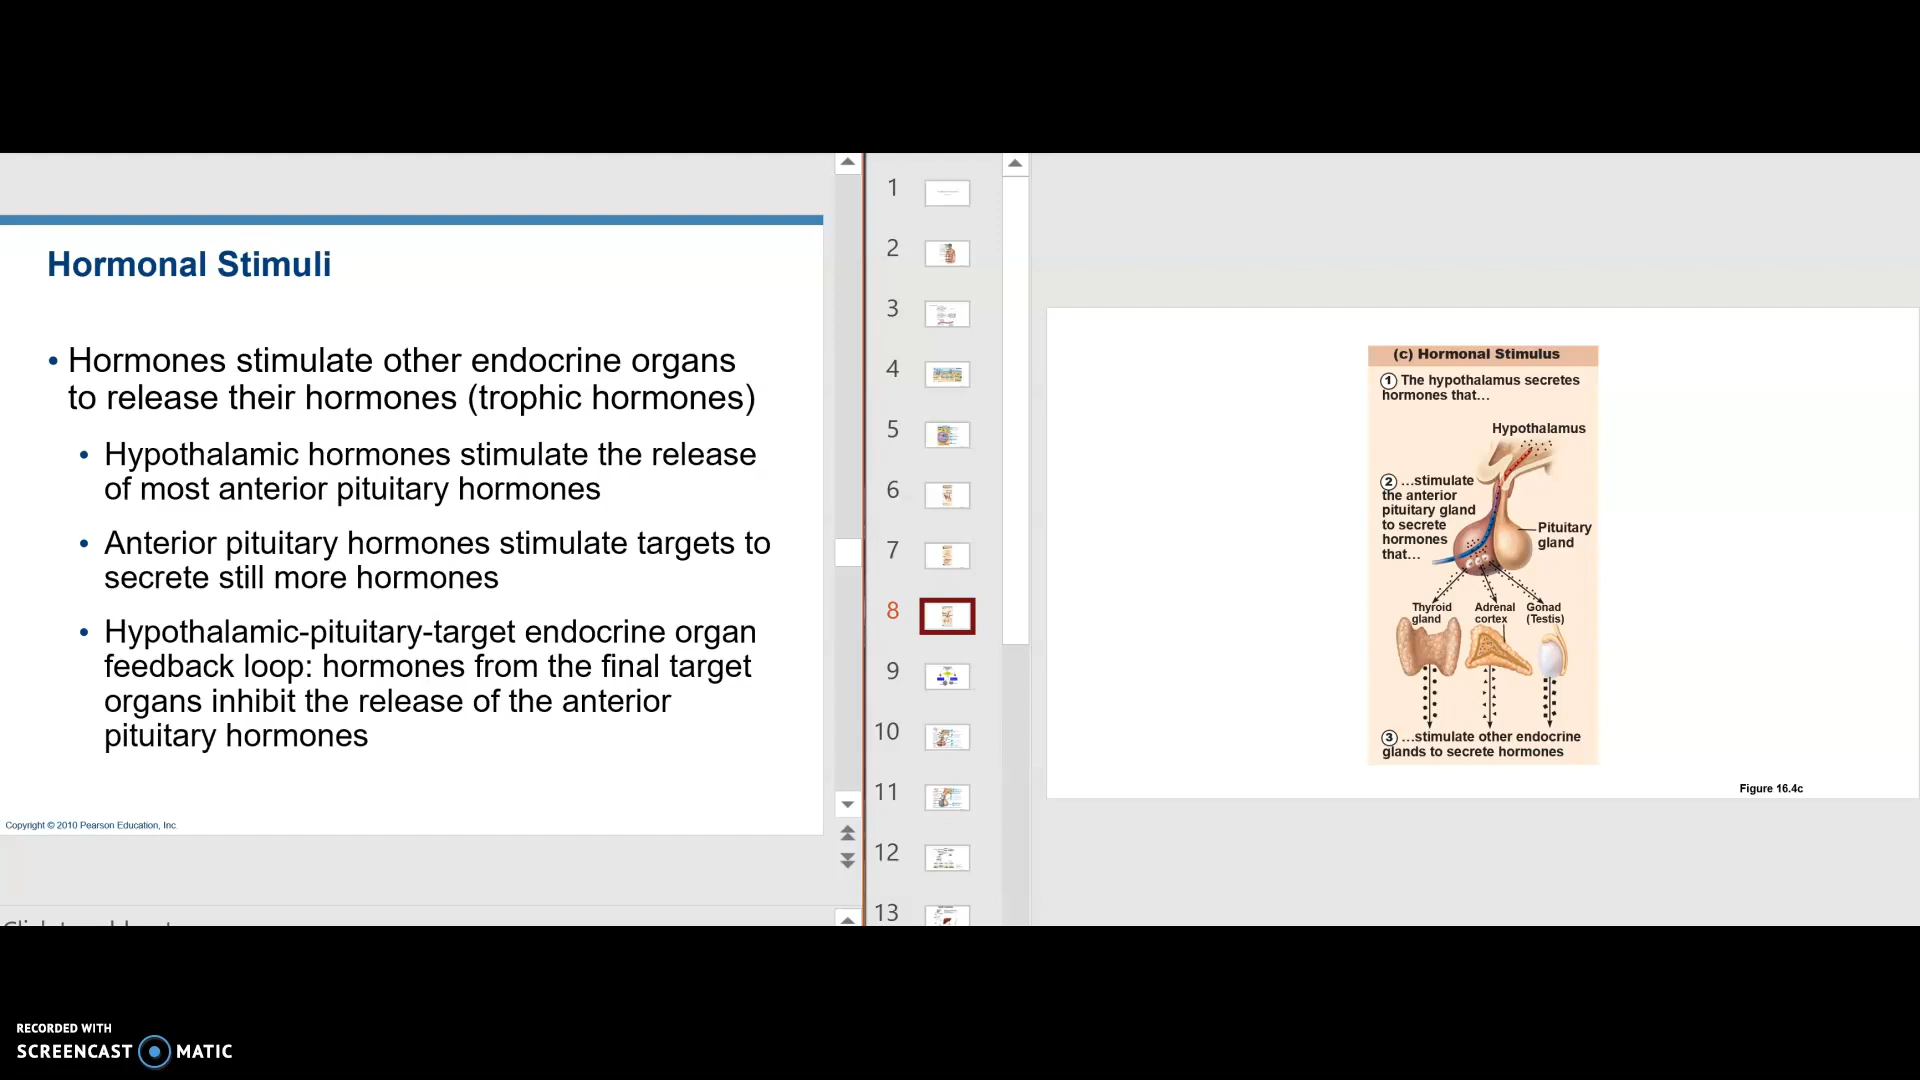 Hormonal Stimuli
• Hormones stimulate other endocrine organs
to release their hormones (trophic hormones)
• Hypothalamic hormones stimulate the release
of most anterior pituitary hormones
• Anterior pituitary hormones stimulate targets to
secrete still more hormones
• Hypothalamic-pituitary-target endocrine organ
feedback loop: hormones from the final target
organs inhibit the release of the anterior
pituitary hormones
Copyright © 2010 Pearson Education, Inc.
1
2
3
4
5
6
7
8
9
10
11
12
13
(c) Hormonal Stimulus
1 The hypothalamus secretes
hormones that…
Hypothalamus
2 …stimulate
the anterior
pituitary gland
to secrete
hormones
that…
Pituitary
gland
Thyroid
gland
Adrenal
cortex
Gonad
(Testis)
3 …stimulate other endocrine
glands to secrete hormones
Figure 16.4c
RECORDED WITH
SCREENCAST MATIC